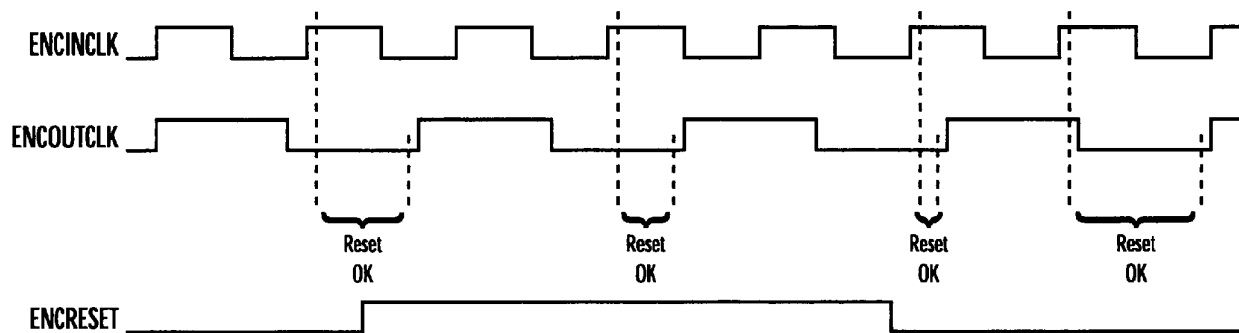 ENCINCLK
ENCOUTCLK
Reset
OK
Reset
OK
Reset
OK
Reset
OK
ENCRESET